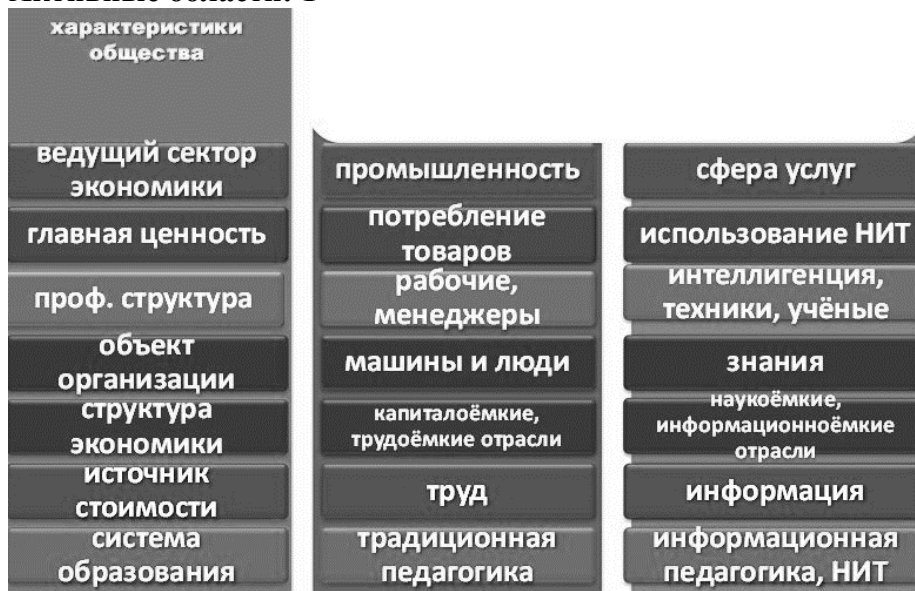 характеристики
общества
ведущий сектор
экономики
промышленность
сфера услуг
главная ценность
потребление
товаров
использование НИТ
проф. структура
рабочие,
менеджеры
интеллигенция,
техники, учёные
объект
организации
машины и люди
знания
структура
экономики
капиталоёмкие,
трудоёмкие отрасли
наукоёмкие,
информационноёмкие
отрасли
источник
стоимости
труд
информация
система
образования
традиционная
педагогика
информационная
педагогика, НИТ